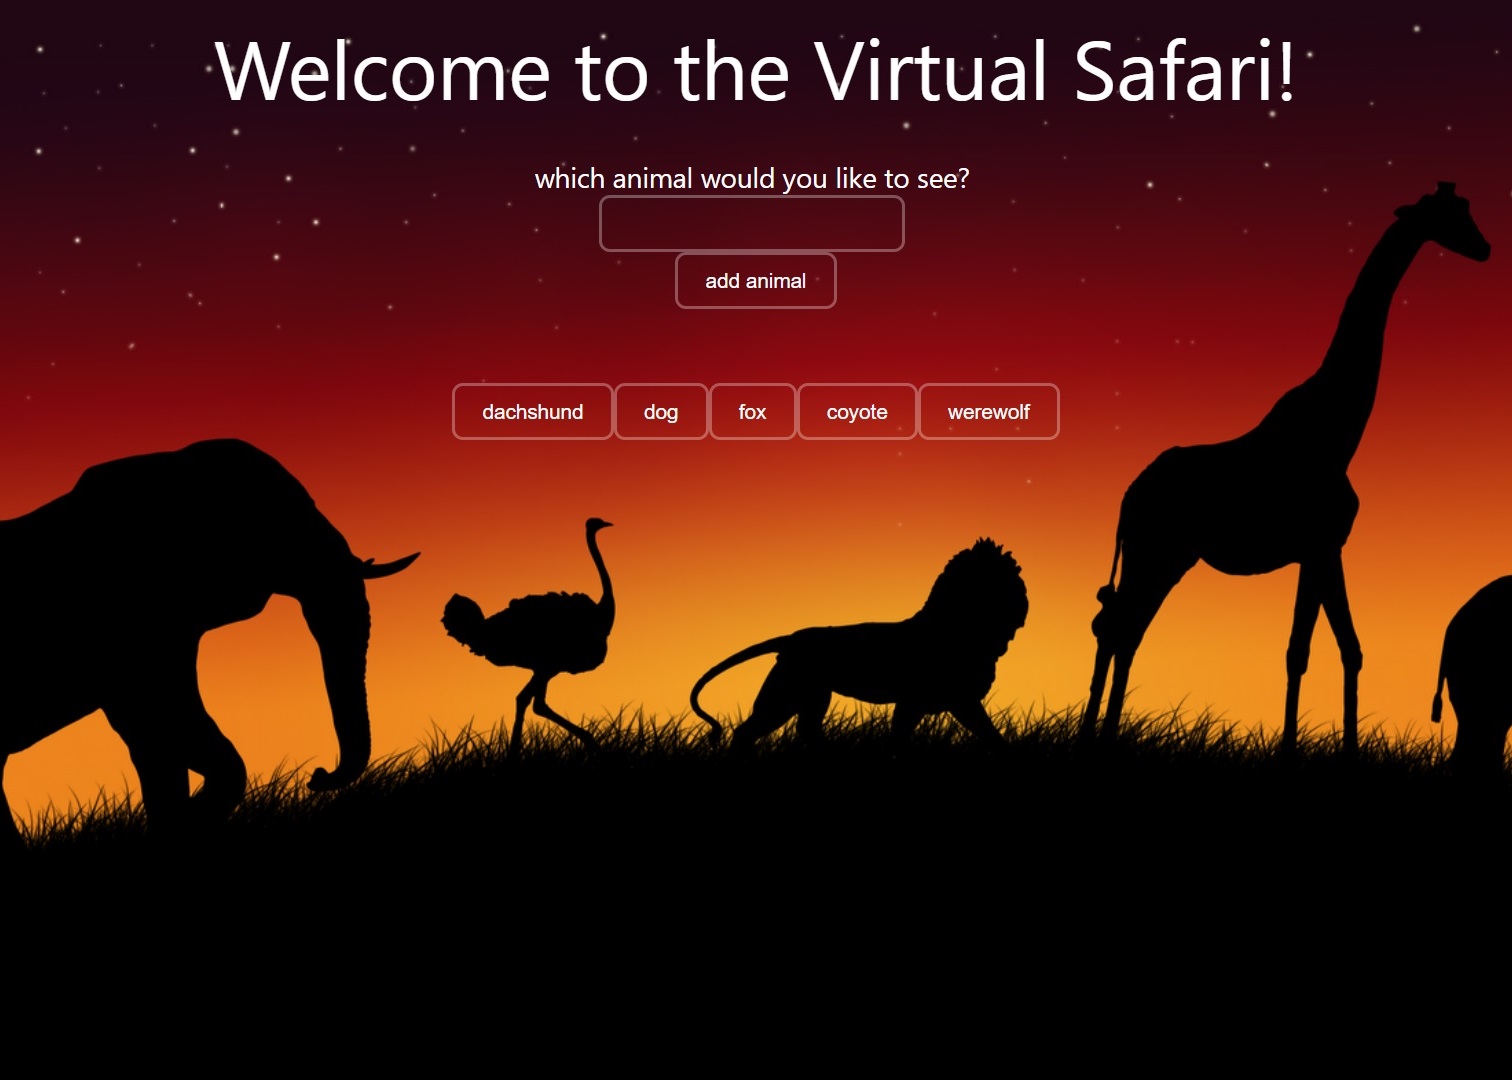 Welcome to the Virtual Safari!
which animal would you like to see?
add animal
dachshund dog fox coyote werewolf